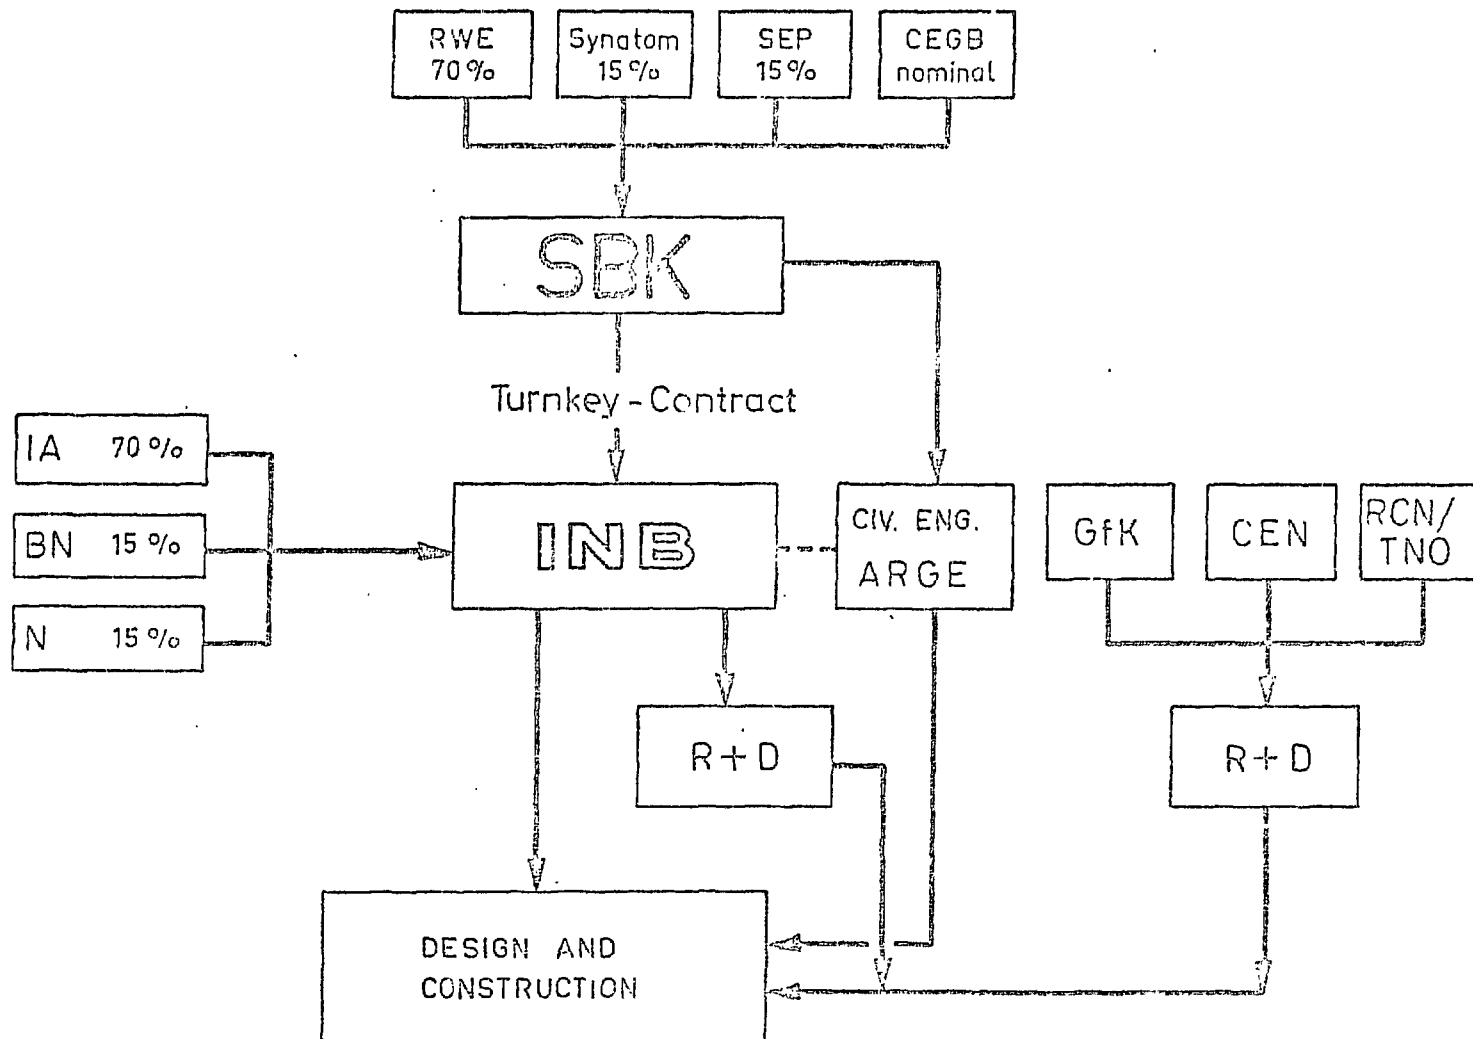 RWE
70 %
Synatom
15 %
SEP
15 %
CEGB
nominal
SBK
Turnkey - Contract
IA 70 %
BN 15 %
N 15 %
INB
CIV. ENG.
ARGE
GfK
CEN
RCN/
TNO
R+D
R+D
DESIGN AND
CONSTRUCTION